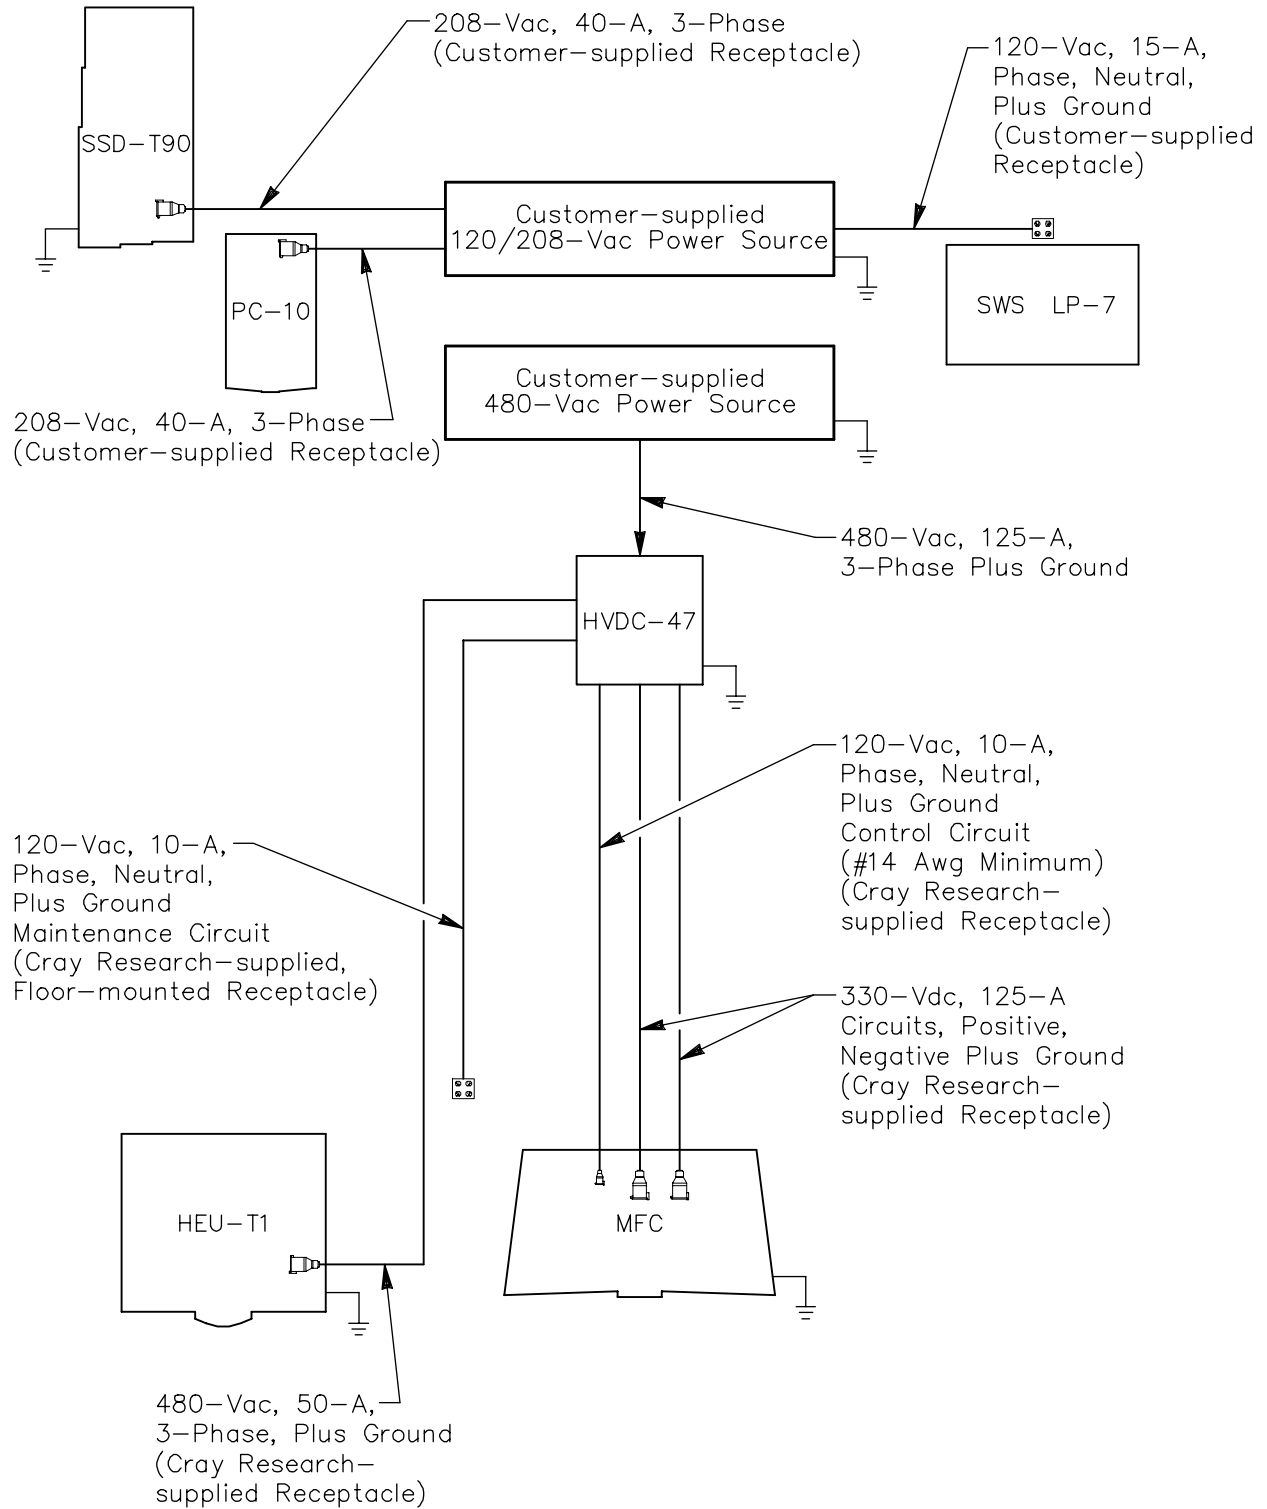 208-Vac, 40-A, 3-Phase
(Customer-supplied Receptacle)
120-Vac, 15-A,
Phase, Neutral,
Plus Ground
(Customer-supplied
Receptacle)
SSD-T90
Customer-supplied
120/208-Vac Power Source
PC-10
SWS LP-7
Customer-supplied
480-Vac Power Source
208-Vac, 40-A, 3-Phase
(Customer-supplied Receptacle)
480-Vac, 125-A,
3-Phase Plus Ground
HVDC-47
120-Vac, 10-A,
Phase, Neutral,
Plus Ground
Control Circuit
(#14 Awg Minimum)
(Cray Research-
supplied Receptacle)
120-Vac, 10-A,
Phase, Neutral,
Plus Ground
Maintenance Circuit
(Cray Research-supplied,
Floor-mounted Receptacle)
330-Vdc, 125-A
Circuits, Positive,
Negative Plus Ground
(Cray Research-
supplied Receptacle)
HEU-T1
MFC
480-Vac, 50-A,
3-Phase, Plus Ground
(Cray Research-
supplied Receptacle)